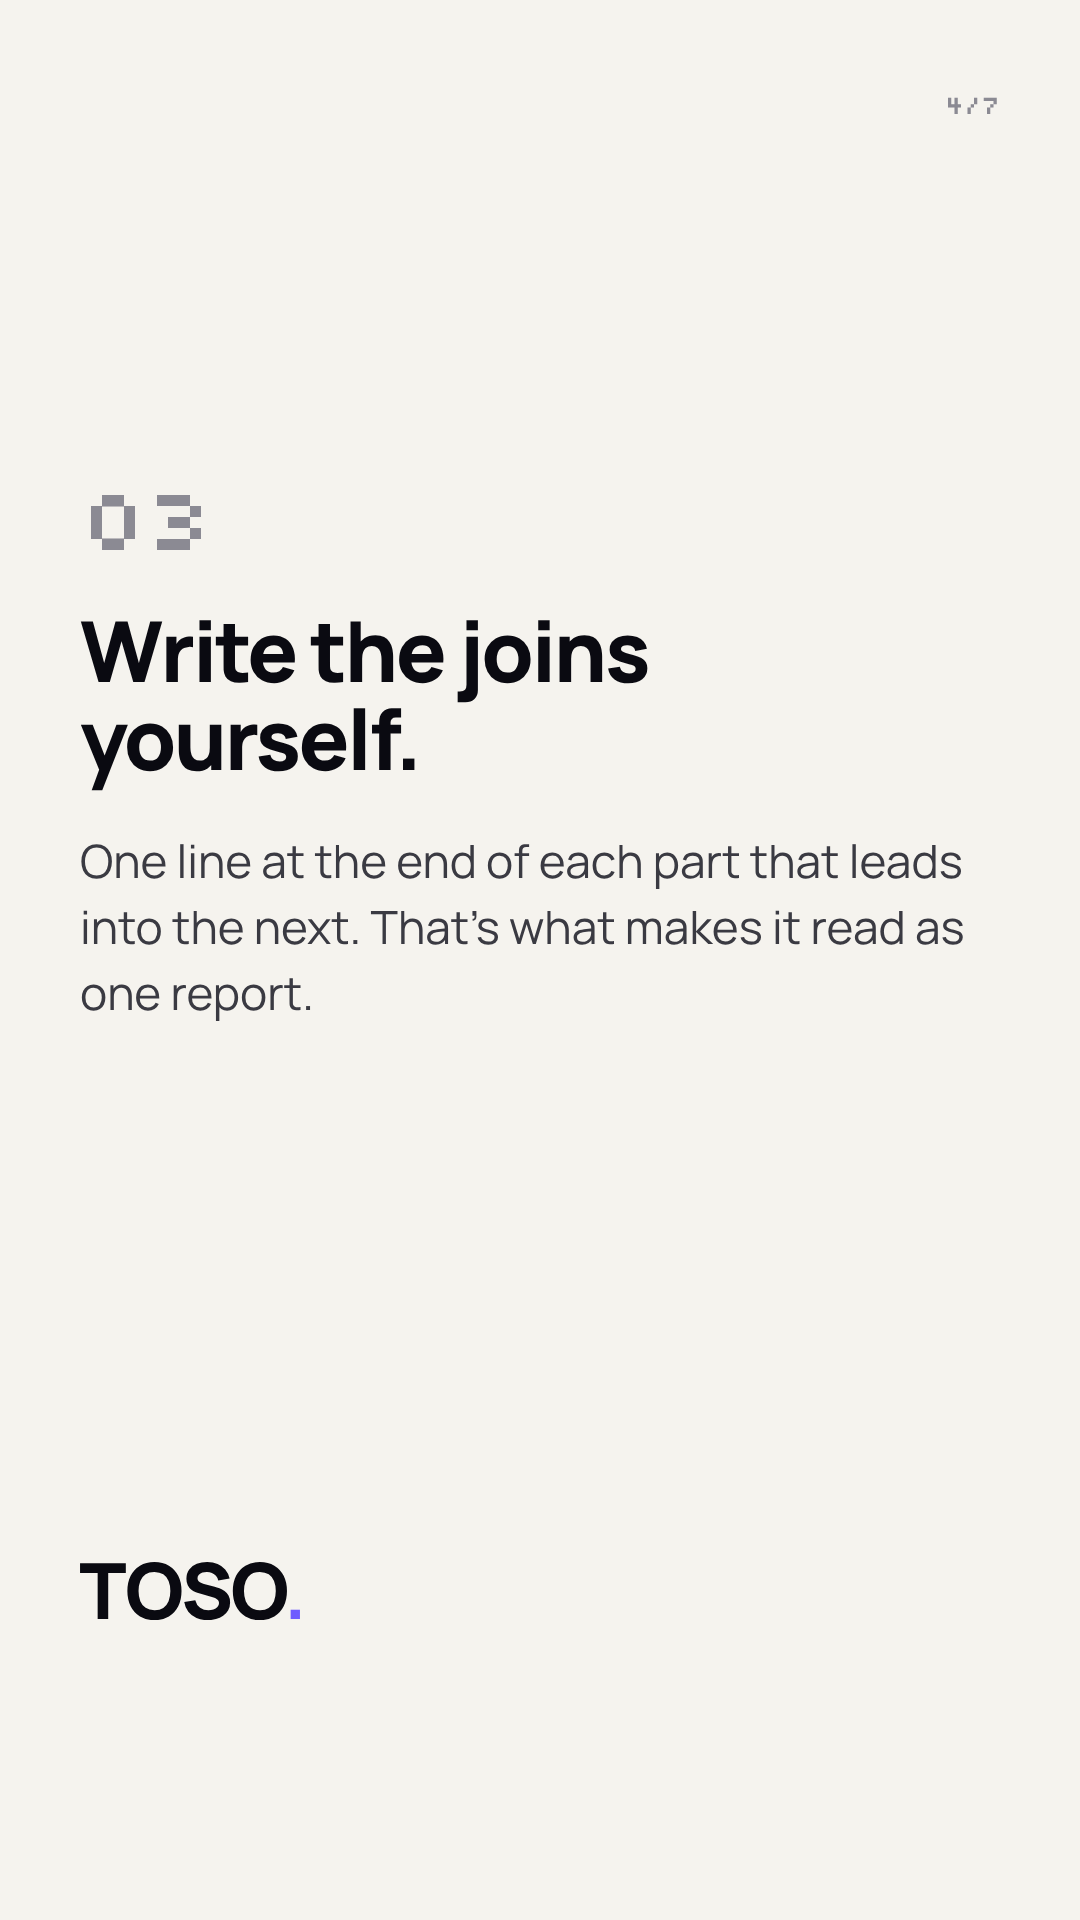 4/7
03
Write the joins
yourself.
One line at the end of each part that leads
into the next. That’s what makes it read as
one report.
TOSO.